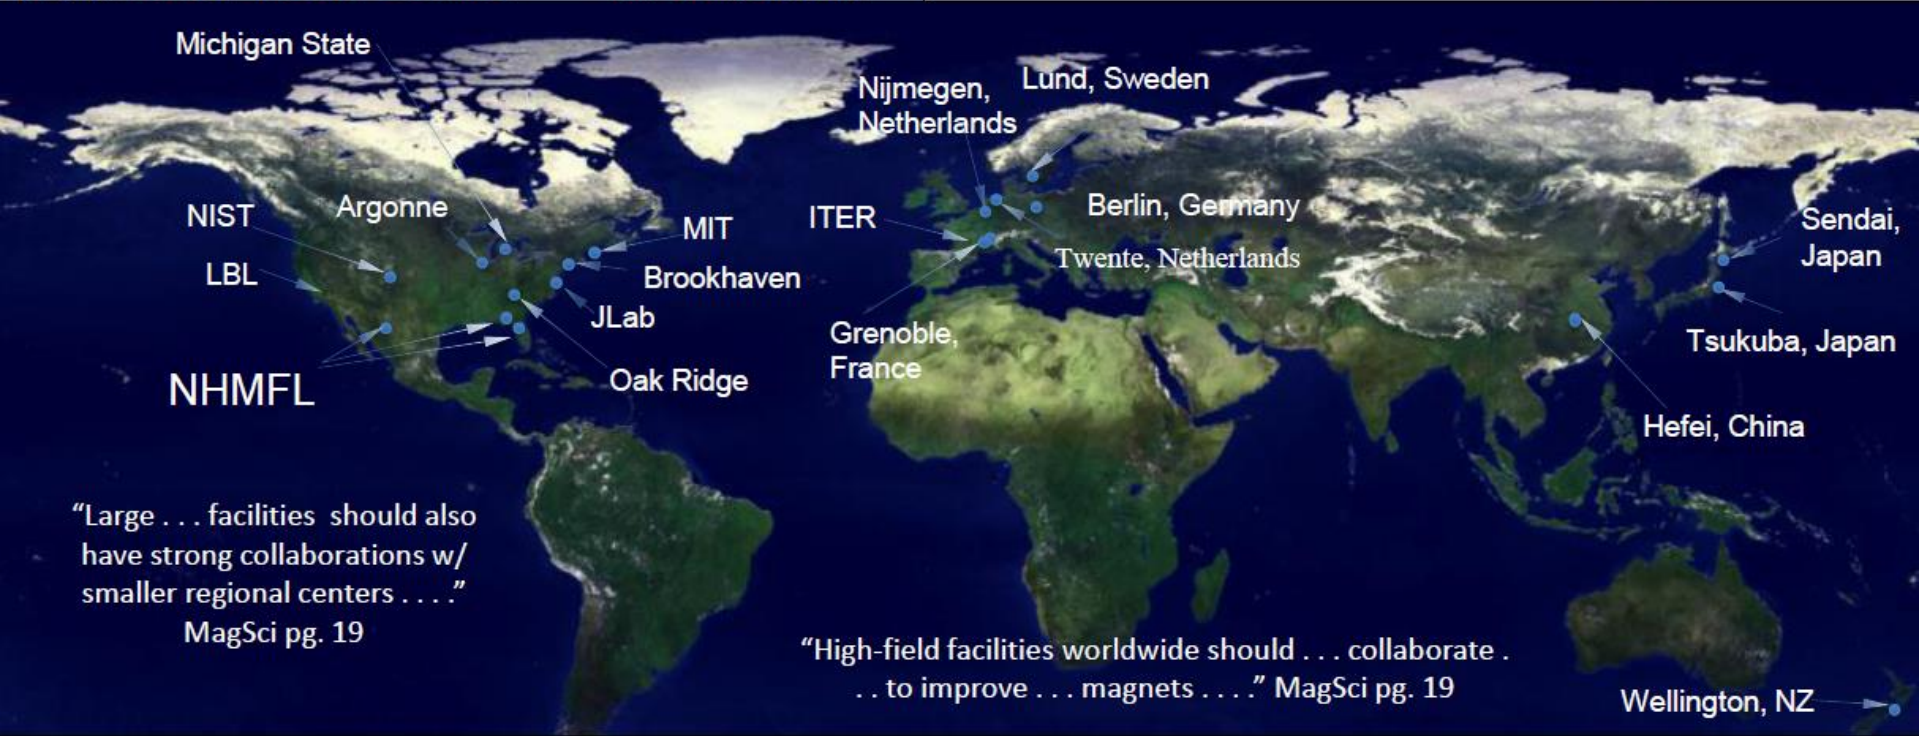 Michigan State
Nijmegen,
Netherlands
Lund, Sweden
NIST
Argonne
MIT
ITER
Berlin, Germany
Sendai,
Japan
LBL
Brookhaven
Twente, Netherlands
JLab
Grenoble,
France
Tsukuba, Japan
NHMFL
Oak Ridge
Hefei, China
“Large . . . facilities should also
have strong collaborations w/
smaller regional centers . . . .”
MagSci pg. 19
“High-field facilities worldwide should . . . collaborate .
. . to improve . . . magnets . . . .” MagSci pg. 19
Wellington, NZ